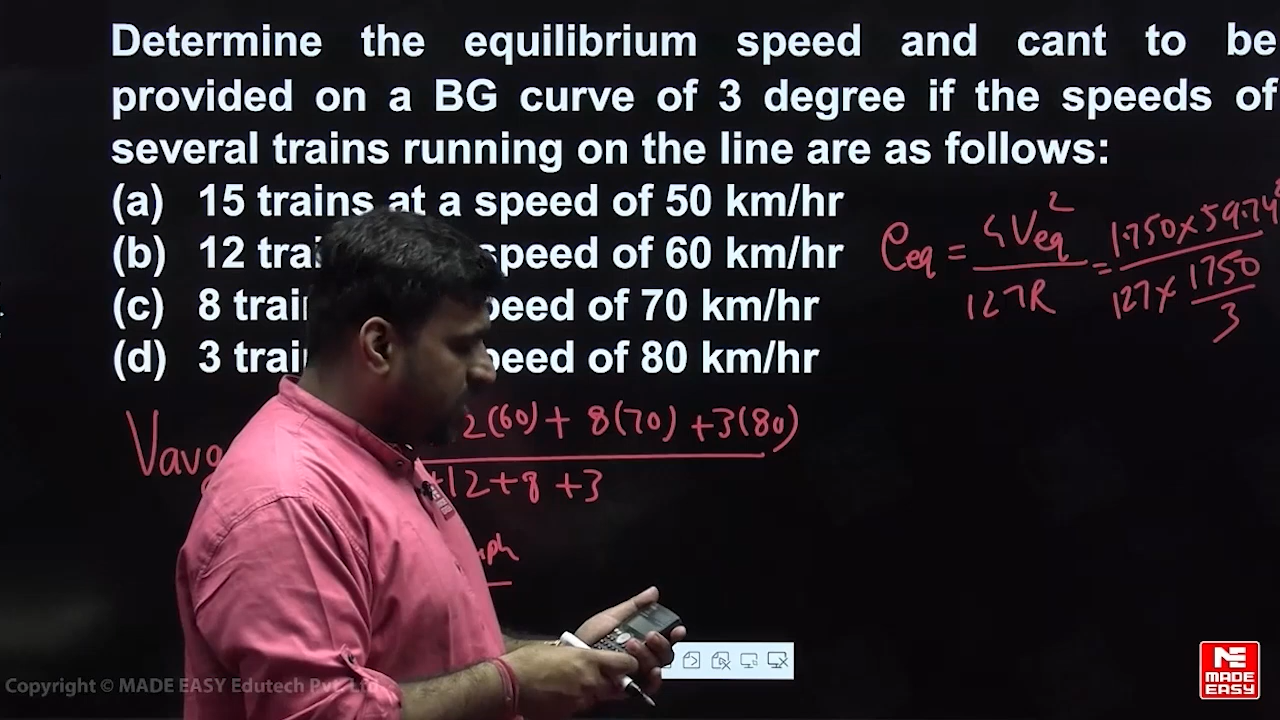 Determine the equilibrium speed and cant to be
provided on a BG curve of 3 degree if the speeds of
several trains running on the line are as follows:
(a) 15 trains at a speed of 50 km/hr
(b) 12 trai speed of 60 km/hr
(c) 8 trai peed of 70 km/hr
(d) 3 trai peed of 80 km/hr
e eq = GVeq² / 127R = 1.750×59.74² / 127× 1750/3
Vavg 2(60) + 8(70) +3(80)
+12+8+3
mph
Copyright © MADE EASY Edutech Pvt. Ltd
ME
MADE
EASY